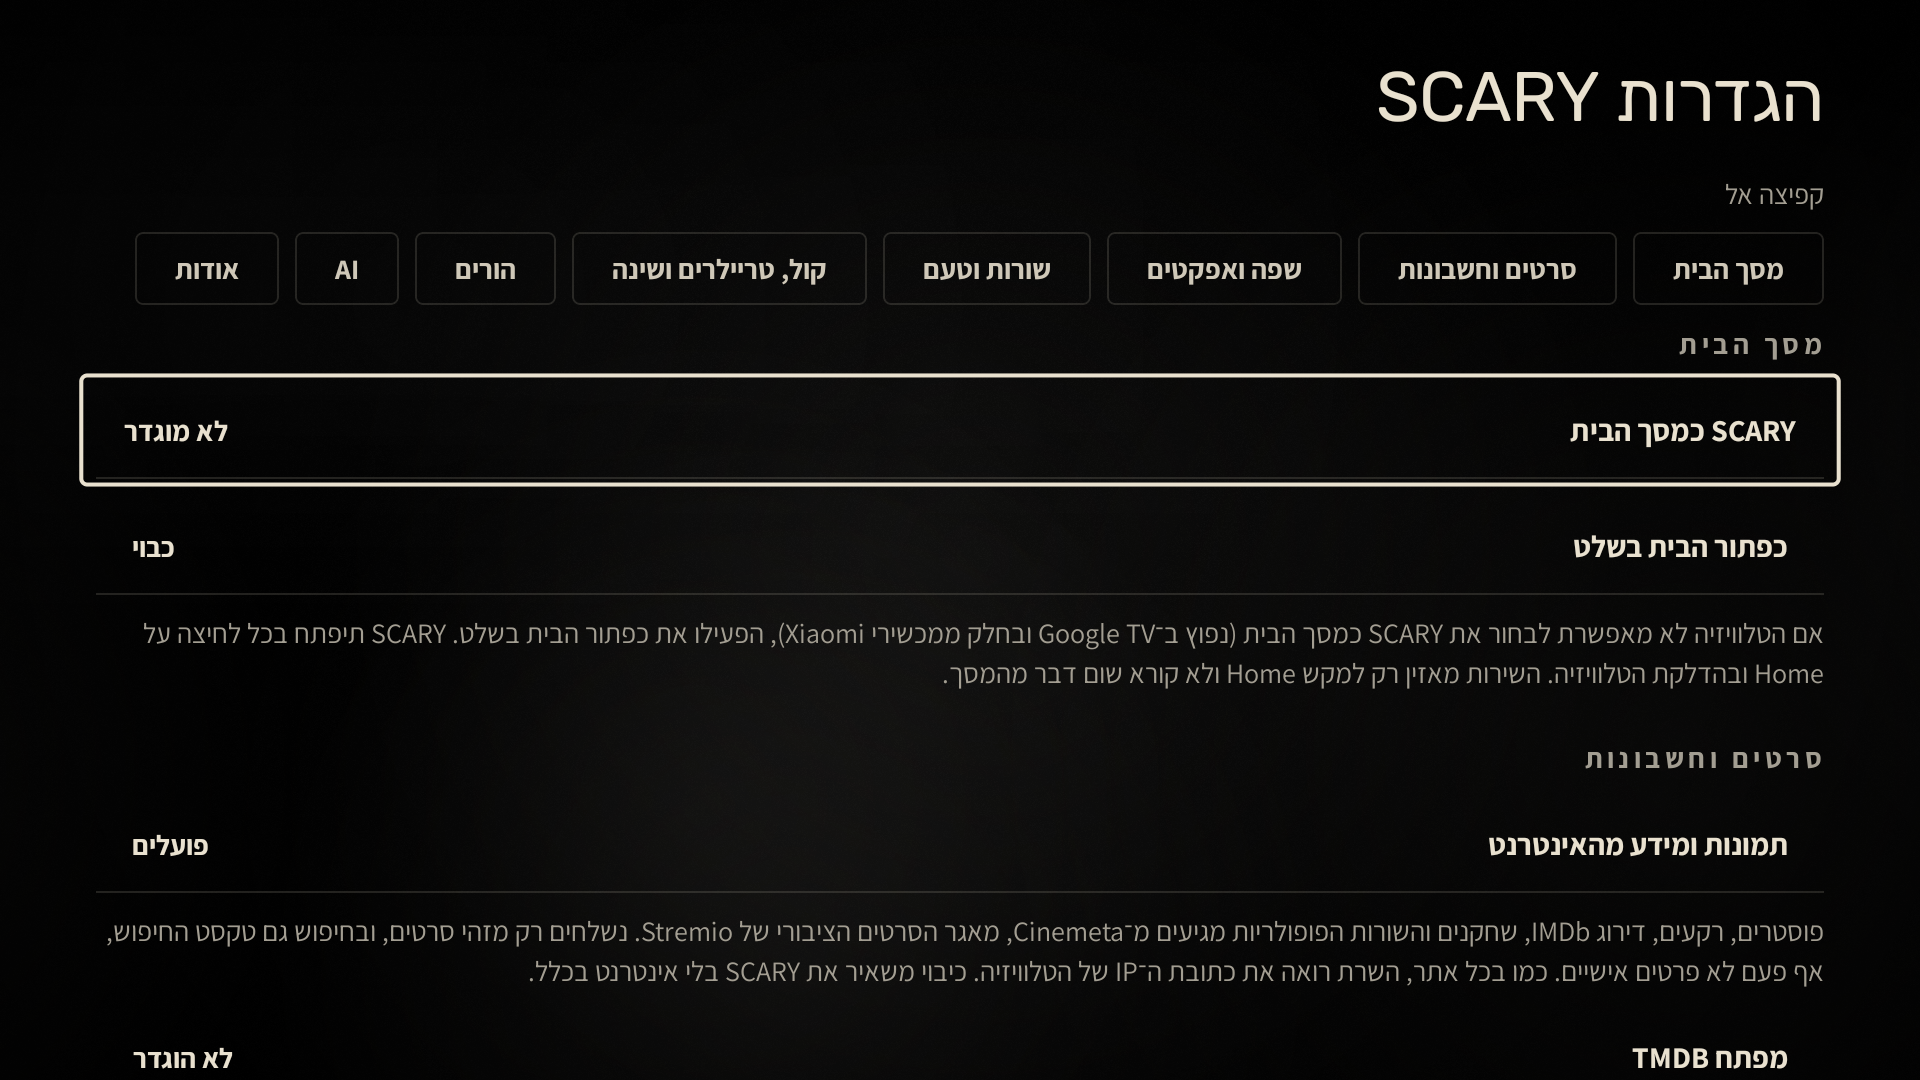 הגדרות SCARY
קפיצה אל
מסך הבית
סרטים וחשבונות
שפה ואפקטים
שורות וטעם
קול, טריילרים ושינה
הורים
AI
אודות
מסך הבית
SCARY כמסך הבית
לא מוגדר
כפתור הבית בשלט
כבוי
אם הטלוויזיה לא מאפשרת לבחור את SCARY כמסך הבית (נפוץ ב־Google TV ובחלק ממכשירי Xiaomi), הפעילו את כפתור הבית בשלט. SCARY תיפתח בכל לחיצה על
Home ובהדלקת הטלוויזיה. השירות מאזין רק למקש Home ולא קורא שום דבר מהמסך.
סרטים וחשבונות
תמונות ומידע מהאינטרנט
פועלים
פוסטרים, רקעים, דירוג IMDb, שחקנים והשורות הפופולריות מגיעים מ־Cinemeta, מאגר הסרטים הציבורי של Stremio. נשלחים רק מזהי סרטים, ובחיפוש גם טקסט החיפוש,
אף פעם לא פרטים אישיים. כמו בכל אתר, השרת רואה את כתובת ה־IP של הטלוויזיה. כיבוי משאיר את SCARY בלי אינטרנט בכלל.
מפתח TMDB
לא הוגדר